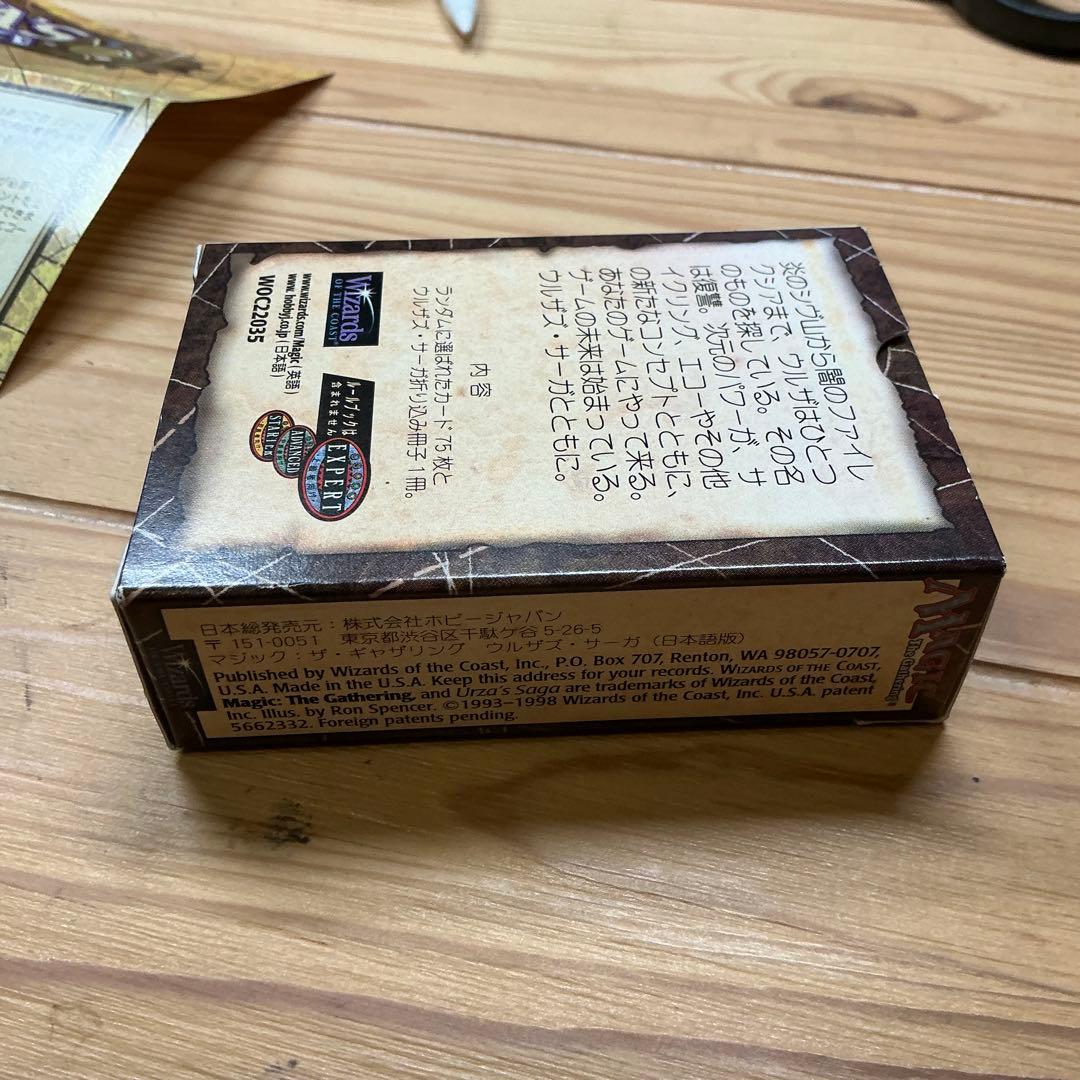 炎のシヴ山から闇のファイレ
クシアまで、ウルザはひとつ
のものを探している。その名
は復讐。次元のパワーが、サ
イクリング、エコーやその他
の新たなコンセプトとともに、
あなたのゲームにやって来る。
ゲームの未来は始まっている。
ウルザズ・サーガとともに。
内容
ランダムに選ばれたカード75枚と
ウルザズ・サーガ折り込み冊子1冊。
Wizards
OF THE COAST
ルールブックは
含まれません
EXPERT
ADVANCED
STARTER
www.wizards.com/Magic(英語)
www.hobbyj.co.jp(日本語)
WOC22035
日本総発売元：株式会社ホビージャパン
〒151-0051 東京都渋谷区千駄ケ谷5-26-5
マジック：ザ・ギャザリング ウルザズ・サーガ（日本語版）
Published by Wizards of the Coast, Inc., P.O. Box 707, Renton, WA 98057-0707,
U.S.A. Made in the U.S.A. Keep this address for your records. WIZARDS OF THE COAST,
Magic: The Gathering, and Urza's Saga are trademarks of Wizards of the Coast,
Inc. Illus. by Ron Spencer. ©1993–1998 Wizards of the Coast, Inc. U.S.A. patent
5662332. Foreign patents pending.
Wizards
MAGIC
The Gathering®